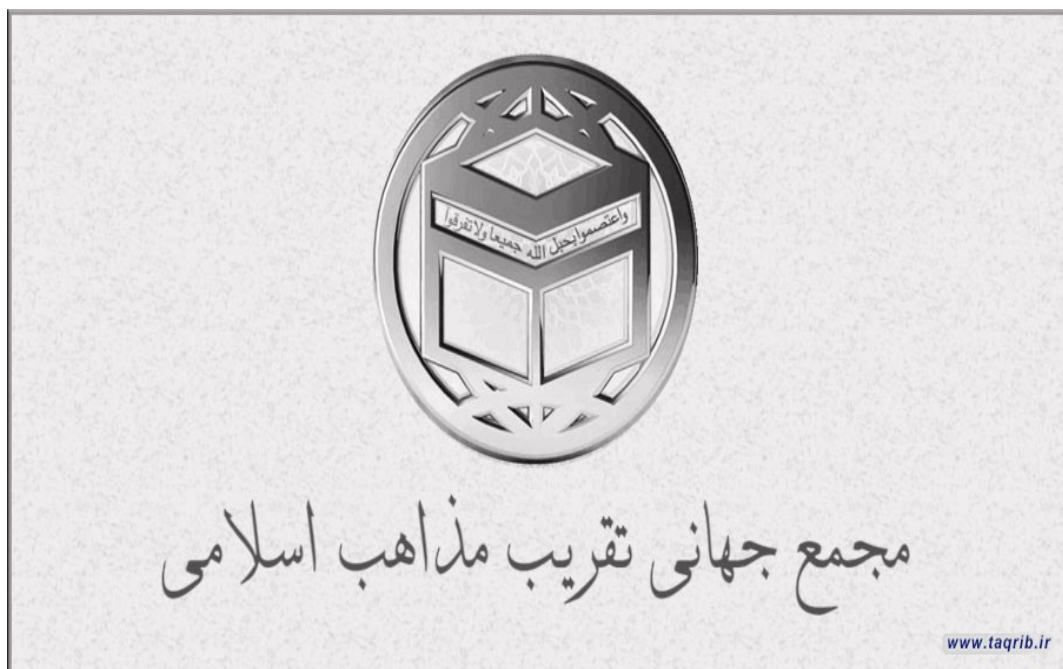 واعتصموا بحبل الله جميعا ولا تفرقوا
مجمع جهانی تقریب مذاهب اسلامی
www.taqrib.ir